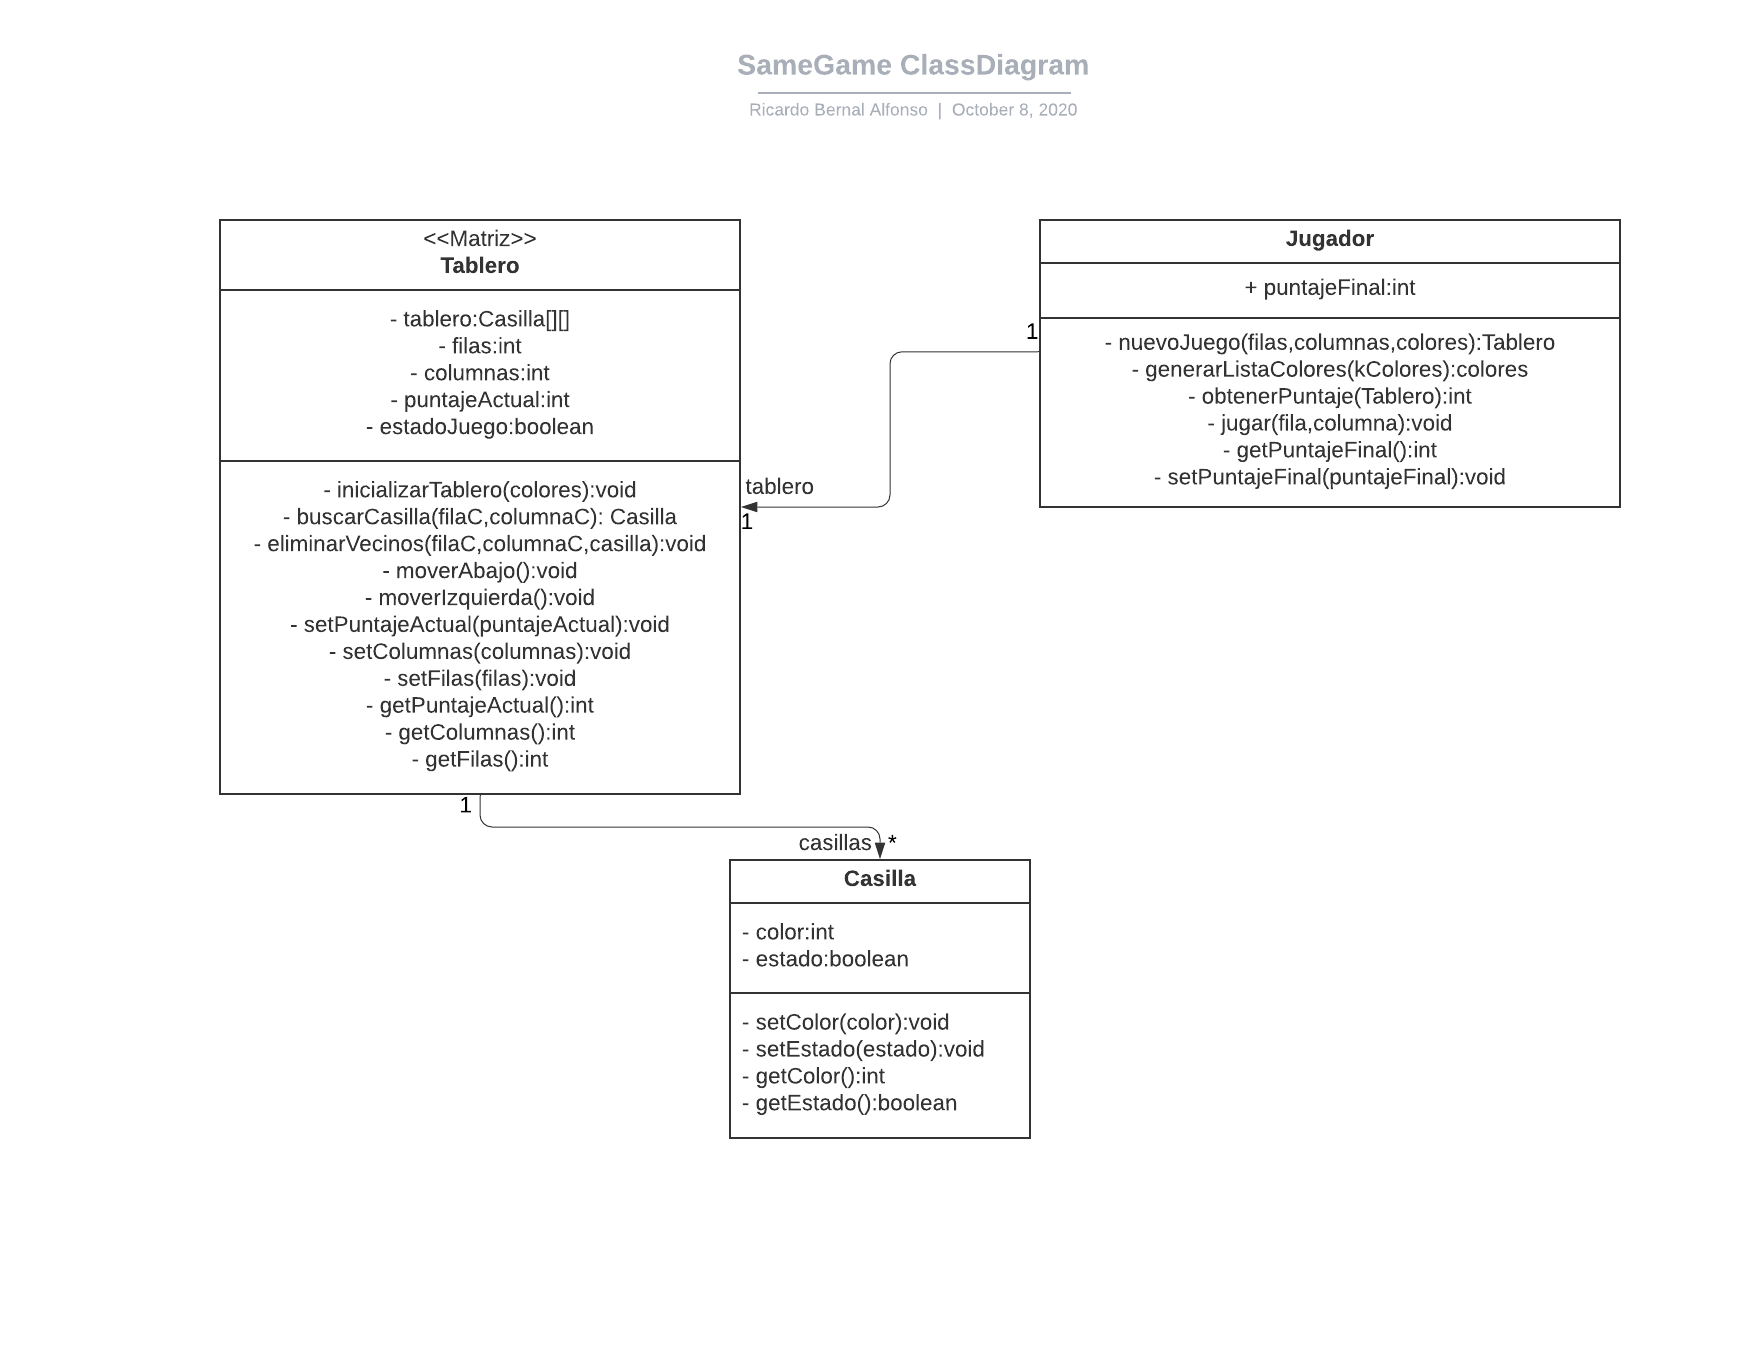 SameGame ClassDiagram
Ricardo Bernal Alfonso | October 8, 2020
<<Matriz>>
Tablero
- tablero:Casilla[][]
- filas:int
- columnas:int
- puntajeActual:int
- estadoJuego:boolean
- inicializarTablero(colores):void
- buscarCasilla(filaC,columnaC): Casilla
- eliminarVecinos(filaC,columnaC,casilla):void
- moverAbajo():void
- moverIzquierda():void
- setPuntajeActual(puntajeActual):void
- setColumnas(columnas):void
- setFilas(filas):void
- getPuntajeActual():int
- getColumnas():int
- getFilas():int
Jugador
+ puntajeFinal:int
- nuevoJuego(filas,columnas,colores):Tablero
- generarListaColores(kColores):colores
- obtenerPuntaje(Tablero):int
- jugar(fila,columna):void
- getPuntajeFinal():int
- setPuntajeFinal(puntajeFinal):void
1
tablero
1
1
casillas *
Casilla
- color:int
- estado:boolean
- setColor(color):void
- setEstado(estado):void
- getColor():int
- getEstado():boolean